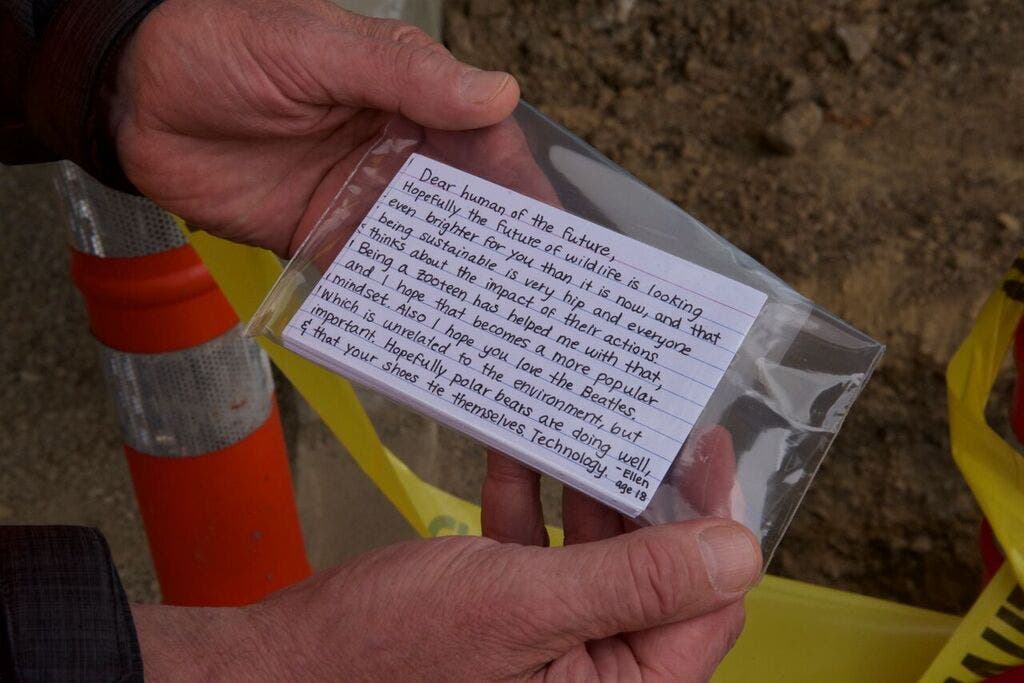 Dear human of the future,
Hopefully the future of wildlife is looking
even brighter for you than it is now, and that
being sustainable is very hip and everyone
thinks about the impact of their actions.
Being a zooteen has helped me with that,
and I hope that becomes a more popular
mindset. Also I hope you love the Beatles.
Which is unrelated to the environment, but
important. Hopefully polar bears are doing well,
& that your shoes tie themselves. Technology.
-Ellen
age 18